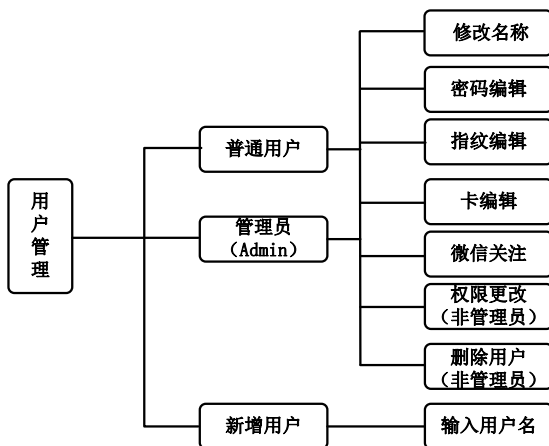 用
户
管
理
普通用户
管理员
（Admin）
新增用户
修改名称
密码编辑
指纹编辑
卡编辑
微信关注
权限更改
（非管理员）
删除用户
（非管理员）
输入用户名